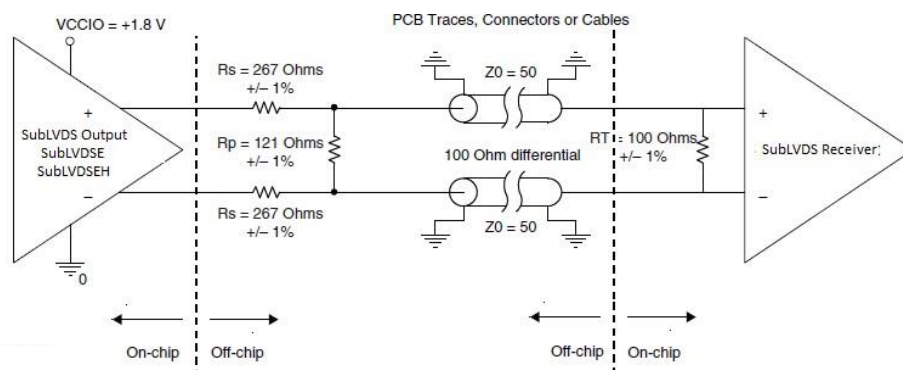 VCCIO = +1.8 V
PCB Traces, Connectors or Cables
Rs = 267 Ohms
+/– 1%
Z0 = 50
+
SubLVDS Output
SubLVDSE
SubLVDSEH
–
Rp = 121 Ohms
+/– 1%
100 Ohm differential
RT = 100 Ohms
+/– 1%
+
SubLVDS Receiver;
–
Rs = 267 Ohms
+/– 1%
Z0 = 50
0
On-chip
Off-chip
Off-chip
On-chip